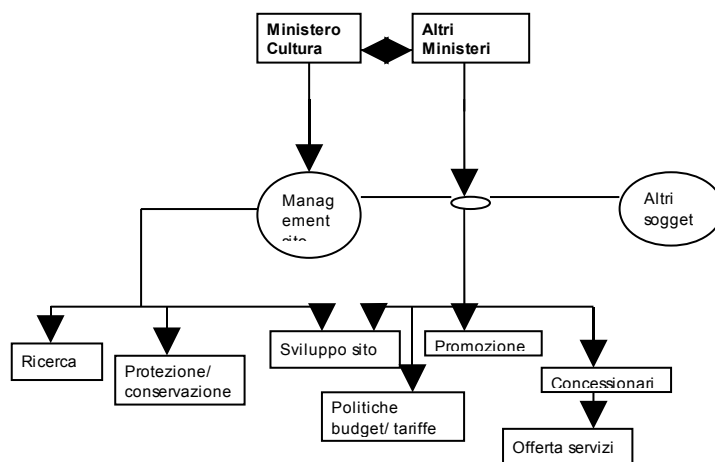 Ministero
Cultura
Altri
Ministeri
Manag
ement
sito
Altri
sogget
Ricerca
Protezione/
conservazione
Sviluppo sito
Promozione
Politiche
budget/ tariffe
Concessionari
Offerta servizi